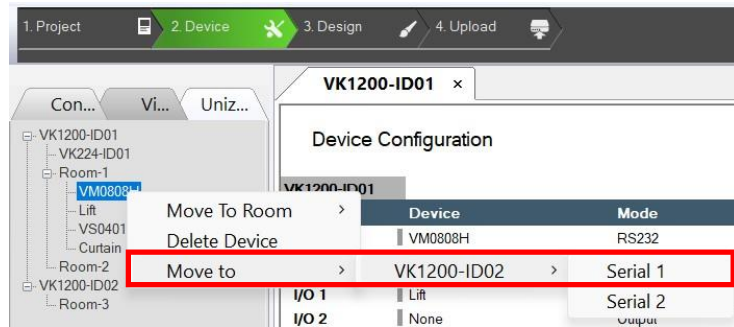 1. Project
2. Device
3. Design
4. Upload
Con...
Vi...
Uniz...
VK1200-ID01
VK224-ID01
Room-1
VM0808H
Lift
VS0401
Curtain
Room-2
VK1200-ID02
Room-3
VK1200-ID01 ×
Device Configuration
VK1200-ID01
Device Mode
VM0808H RS232
I/O 1 Lift
I/O 2 None Output
Move To Room >
Delete Device
Move to >
VK1200-ID02 >
Serial 1
Serial 2